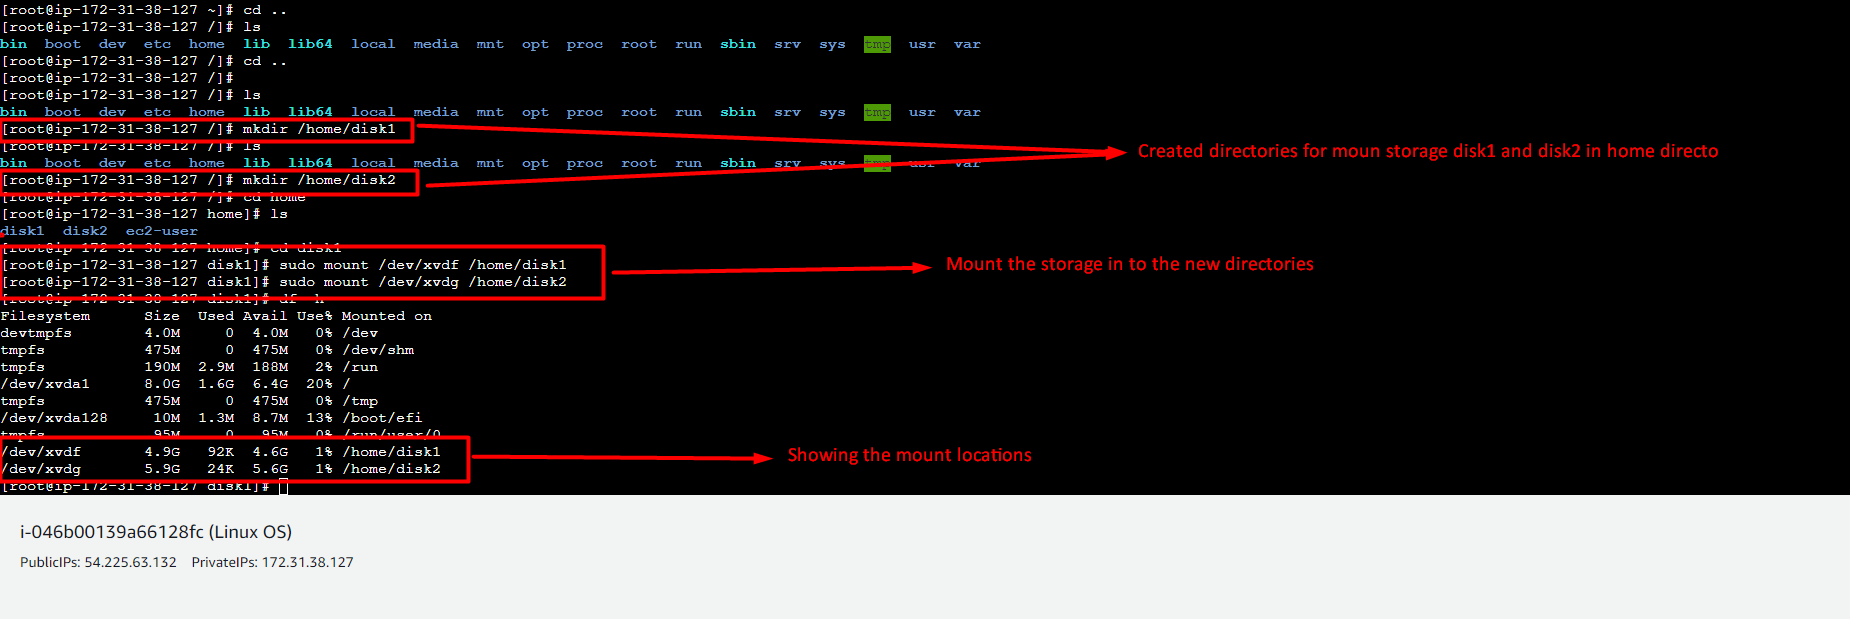 [root@ip-172-31-38-127 ~]# cd ..
[root@ip-172-31-38-127 /]# ls
bin  boot  dev  etc  home  lib  lib64  local  media  mnt  opt  proc  root  run  sbin  srv  sys  tmp  usr  var
[root@ip-172-31-38-127 /]# cd ..
[root@ip-172-31-38-127 /]#
[root@ip-172-31-38-127 /]# ls
bin  boot  dev  etc  home  lib  lib64  local  media  mnt  opt  proc  root  run  sbin  srv  sys  tmp  usr  var
[root@ip-172-31-38-127 /]# mkdir /home/disk1
[root@ip-172-31-38-127 /]# ls
Created directories for moun storage disk1 and disk2 in home directo
bin  boot  dev  etc  home  lib  lib64  local  media  mnt  opt  proc  root  run  sbin  srv  sys  tmp  usr  var
[root@ip-172-31-38-127 /]# mkdir /home/disk2
[root@ip-172-31-38-127 /]# cd home
[root@ip-172-31-38-127 home]# ls
disk1  disk2  ec2-user
[root@ip-172-31-38-127 home]# cd disk1
[root@ip-172-31-38-127 disk1]# sudo mount /dev/xvdf /home/disk1
Mount the storage in to the new directories
[root@ip-172-31-38-127 disk1]# sudo mount /dev/xvdg /home/disk2
[root@ip-172-31-38-127 disk1]# df -h
Filesystem      Size  Used Avail Use% Mounted on
devtmpfs        4.0M     0  4.0M   0% /dev
tmpfs           475M     0  475M   0% /dev/shm
tmpfs           190M  2.9M  188M   2% /run
/dev/xvda1      8.0G  1.6G  6.4G  20% /
tmpfs           475M     0  475M   0% /tmp
/dev/xvda128     10M  1.3M  8.7M  13% /boot/efi
tmpfs            95M     0   95M   0% /run/user/0
/dev/xvdf       4.9G   92K  4.6G   1% /home/disk1
Showing the mount locations
/dev/xvdg       5.9G   24K  5.6G   1% /home/disk2
[root@ip-172-31-38-127 disk1]#
i-046b00139a66128fc (Linux OS)
PublicIPs: 54.225.63.132    PrivateIPs: 172.31.38.127